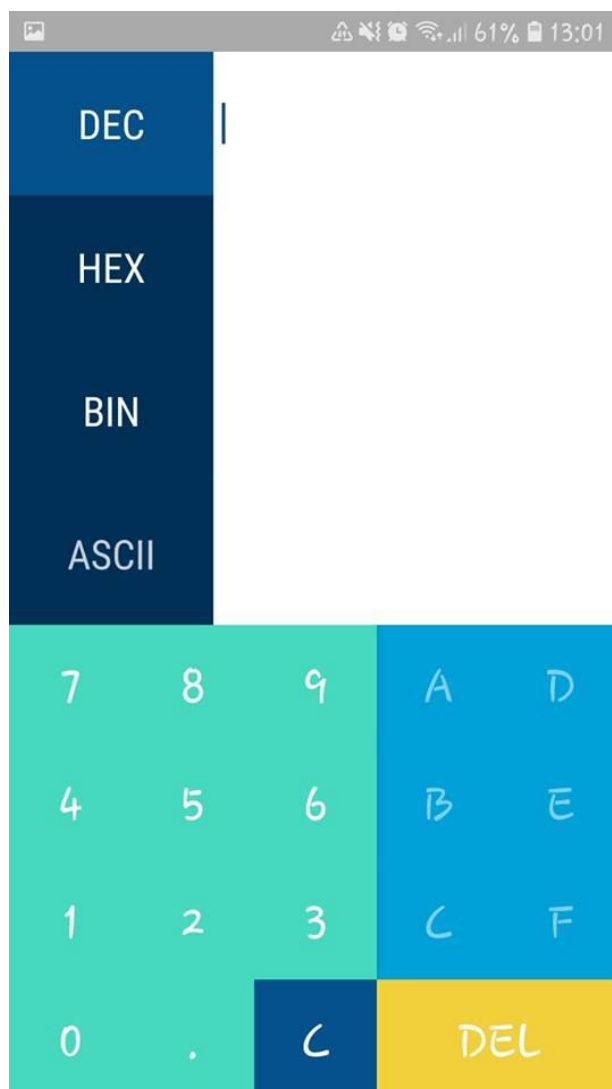 61% 13:01
DEC
HEX
BIN
ASCII
7 8 9 A D
4 5 6 B E
1 2 3 C F
0 . C DEL